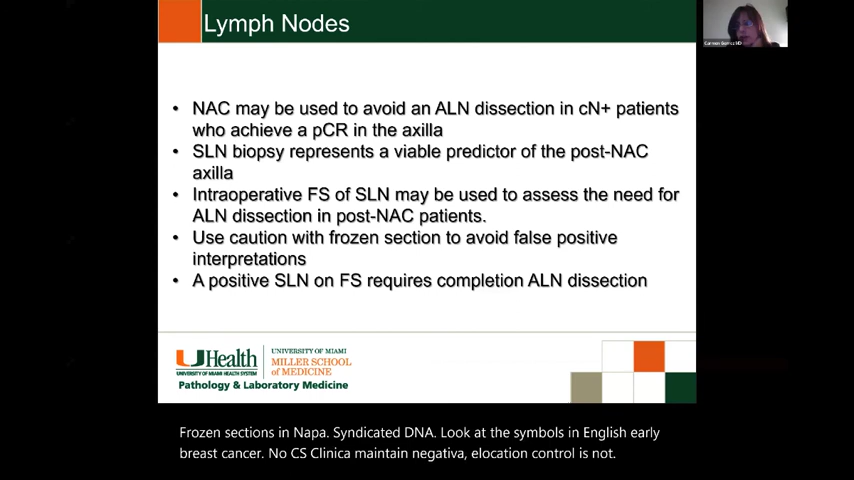 Lymph Nodes
Carmen Gomez MD
• NAC may be used to avoid an ALN dissection in cN+ patients
who achieve a pCR in the axilla
• SLN biopsy represents a viable predictor of the post-NAC
axilla
• Intraoperative FS of SLN may be used to assess the need for
ALN dissection in post-NAC patients.
• Use caution with frozen section to avoid false positive
interpretations
• A positive SLN on FS requires completion ALN dissection
UHealth
UNIVERSITY OF MIAMI HEALTH SYSTEM
UNIVERSITY OF MIAMI
MILLER SCHOOL
of MEDICINE
Pathology & Laboratory Medicine
Frozen sections in Napa. Syndicated DNA. Look at the symbols in English early
breast cancer. No CS Clinica maintain negativa, elocation control is not.